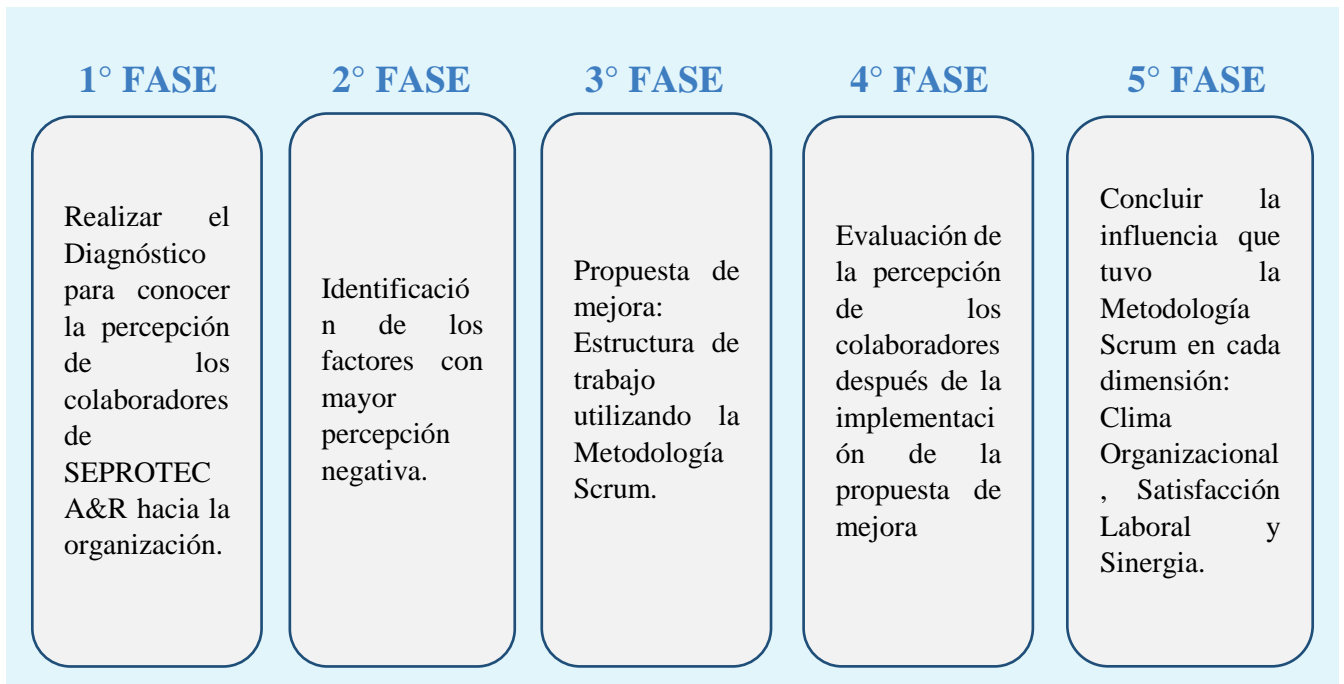 1° FASE
Realizar el
Diagnóstico
para conocer
la percepción
de los
colaboradores
de
SEPROTEC
A&R hacia la
organización.
2° FASE
Identificació
n de los
factores con
mayor
percepción
negativa.
3° FASE
Propuesta de
mejora:
Estructura de
trabajo
utilizando la
Metodología
Scrum.
4° FASE
Evaluación de
la percepción
de los
colaboradores
después de la
implementaci
ón de la
propuesta de
mejora
5° FASE
Concluir la
influencia que
tuvo la
Metodología
Scrum en cada
dimensión:
Clima
Organizacional
, Satisfacción
Laboral y
Sinergia.